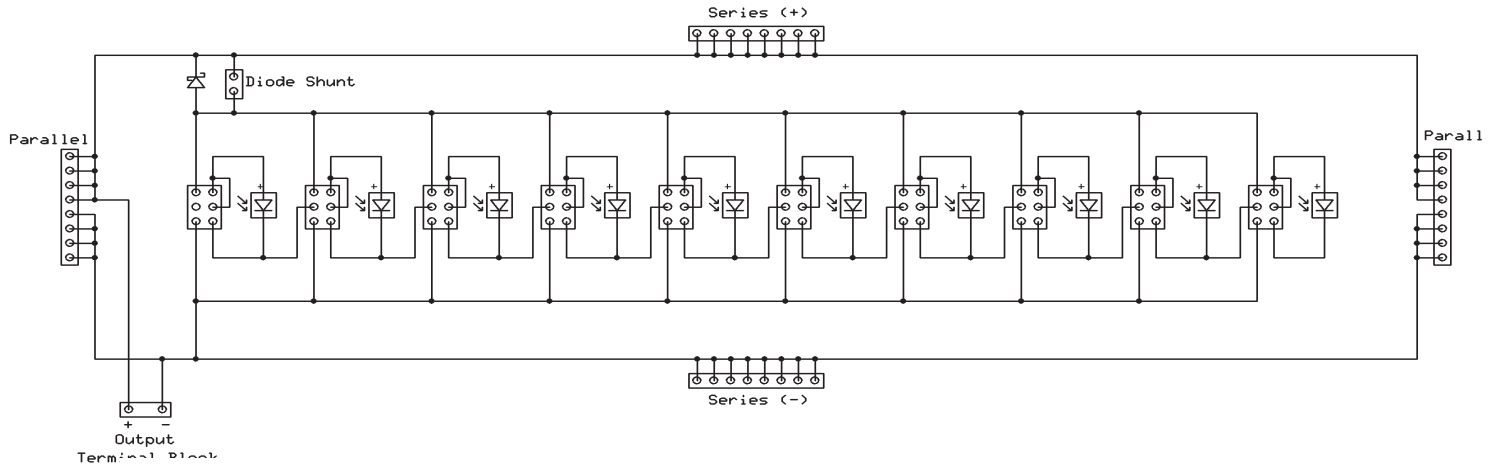 Series (+)
Diode Shunt
Parallel
Parall
+ + + + + + + + + +
Series (-)
+ -
Output